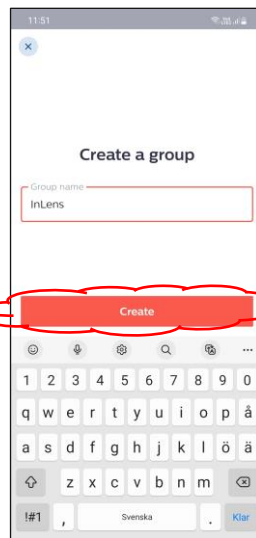 11:51
Create a group
Group name
InLens
Create
1 2 3 4 5 6 7 8 9 0
q w e r t y u i o p å
a s d f g h j k l ö ä
z x c v b n m
!#1 , Svenska . Klar